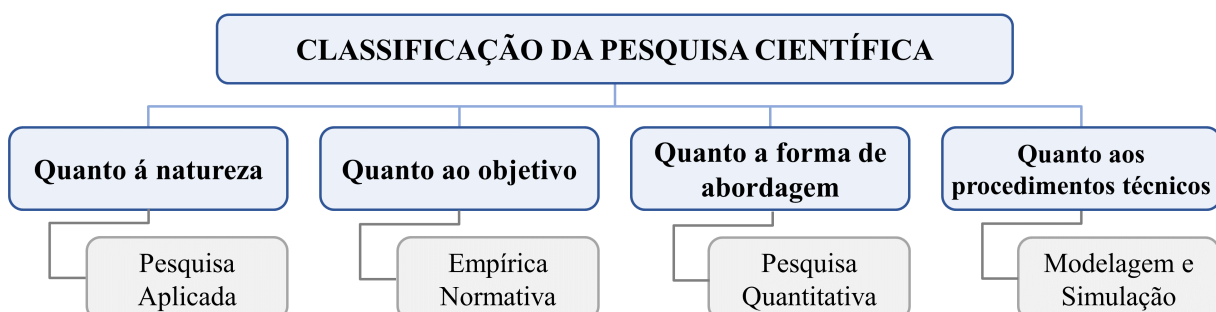 CLASSIFICAÇÃO DA PESQUISA CIENTÍFICA
Quanto á natureza
Pesquisa
Aplicada
Quanto ao objetivo
Empírica
Normativa
Quanto a forma de
abordagem
Pesquisa
Quantitativa
Quanto aos
procedimentos técnicos
Modelagem e
Simulação